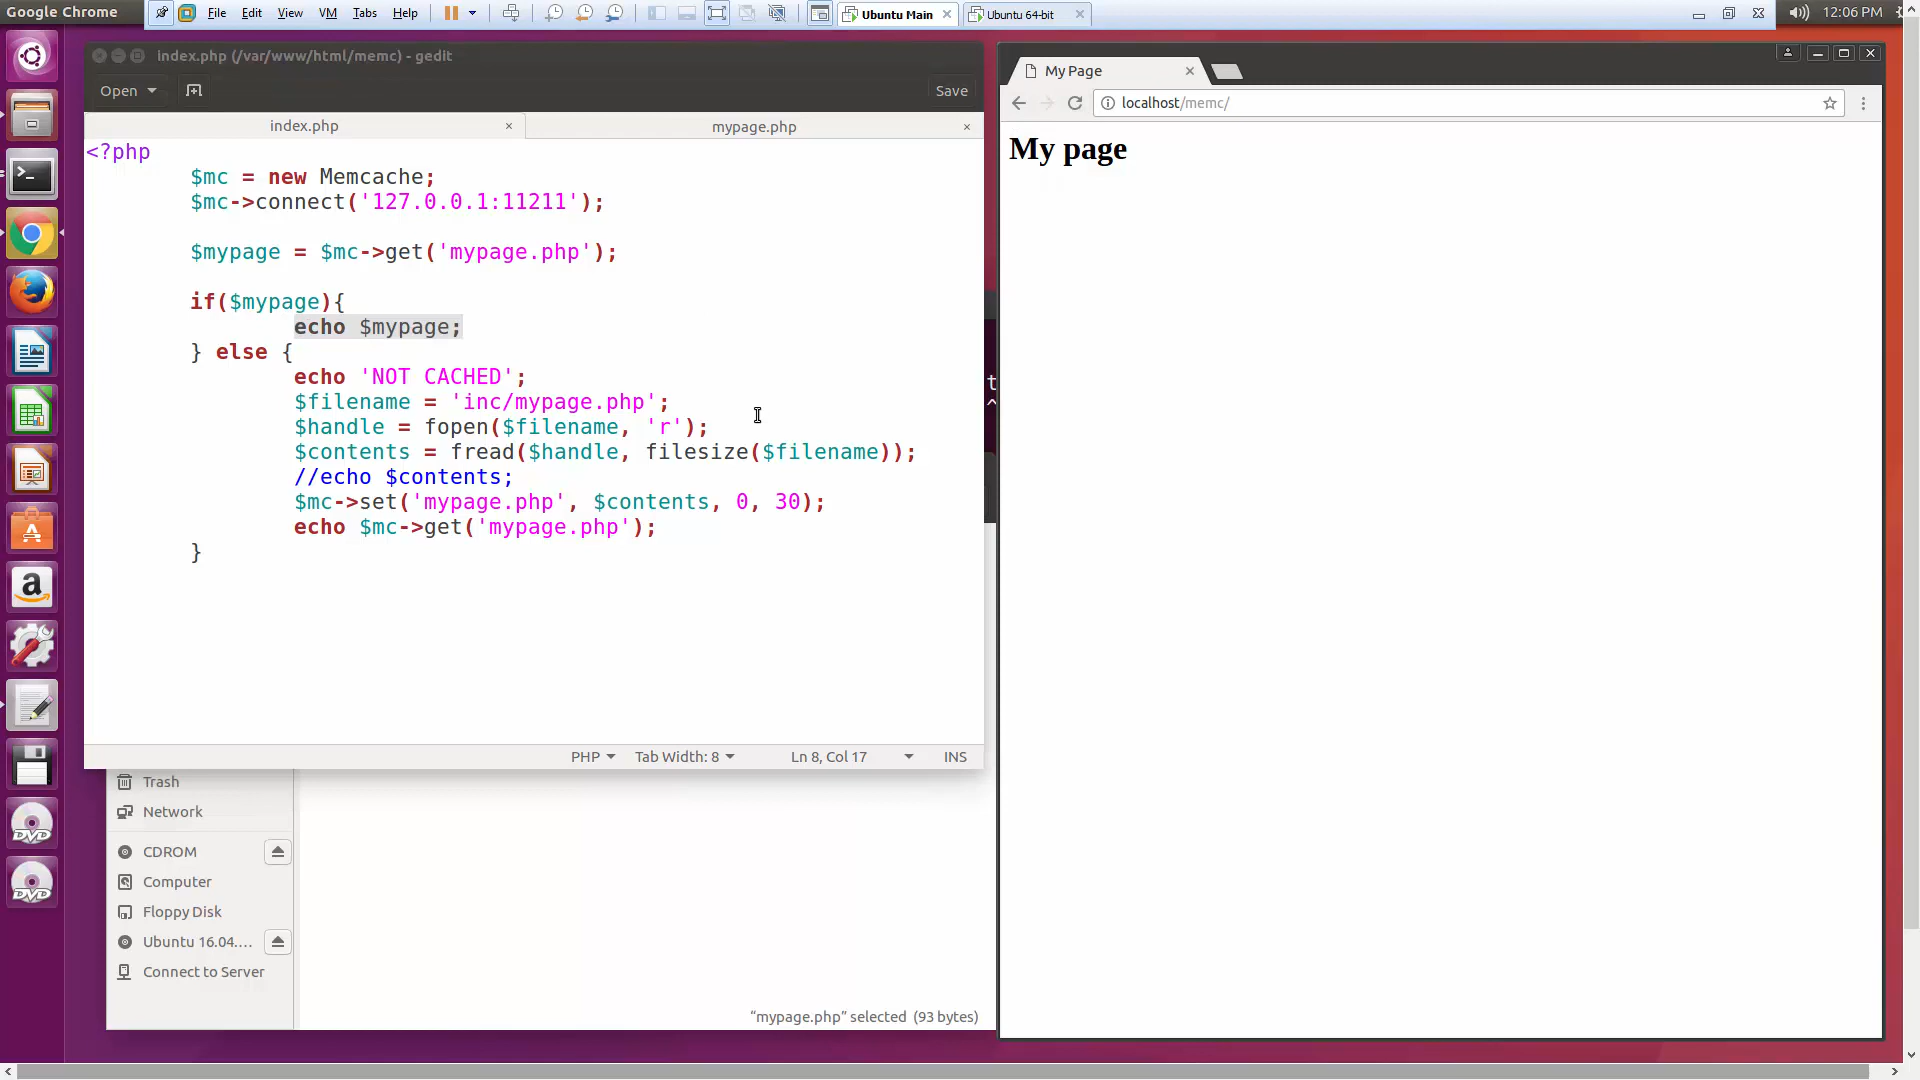 Google Chrome
File Edit View VM Tabs Help
Ubuntu Main
Ubuntu 64-bit
12:06 PM
index.php (/var/www/html/memc) - gedit
Open
Save
index.php
mypage.php
<?php
$mc = new Memcache;
$mc->connect('127.0.0.1:11211');
$mypage = $mc->get('mypage.php');
if($mypage){
echo $mypage;
} else {
echo 'NOT CACHED';
$filename = 'inc/mypage.php';
$handle = fopen($filename, 'r');
$contents = fread($handle, filesize($filename));
//echo $contents;
$mc->set('mypage.php', $contents, 0, 30);
echo $mc->get('mypage.php');
}
PHP
Tab Width: 8
Ln 8, Col 17
INS
Trash
Network
CDROM
Computer
Floppy Disk
Ubuntu 16.04....
Connect to Server
"mypage.php" selected (93 bytes)
My Page
localhost/memc/
My page
t
^